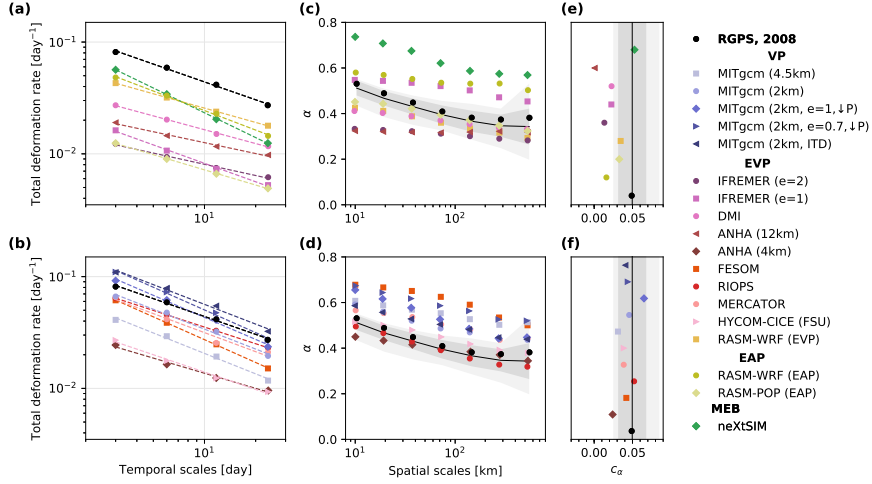 (a)
(c)
(e)
Total deformation rate [day⁻¹]
10⁻¹
10⁻²
10¹
α
0.8
0.6
0.4
0.2
0.0
10¹
10²
0.00
0.05
(b)
(d)
(f)
Total deformation rate [day⁻¹]
10⁻¹
10⁻²
10¹
Temporal scales [day]
α
0.8
0.6
0.4
0.2
0.0
10¹
10²
Spatial scales [km]
0.00
0.05
cα
RGPS, 2008
VP
MITgcm (4.5km)
MITgcm (2km)
MITgcm (2km, e=1,↓P)
MITgcm (2km, e=0.7,↓P)
MITgcm (2km, ITD)
EVP
IFREMER (e=2)
IFREMER (e=1)
DMI
ANHA (12km)
ANHA (4km)
FESOM
RIOPS
MERCATOR
HYCOM-CICE (FSU)
RASM-WRF (EVP)
EAP
RASM-WRF (EAP)
RASM-POP (EAP)
MEB
neXtSIM